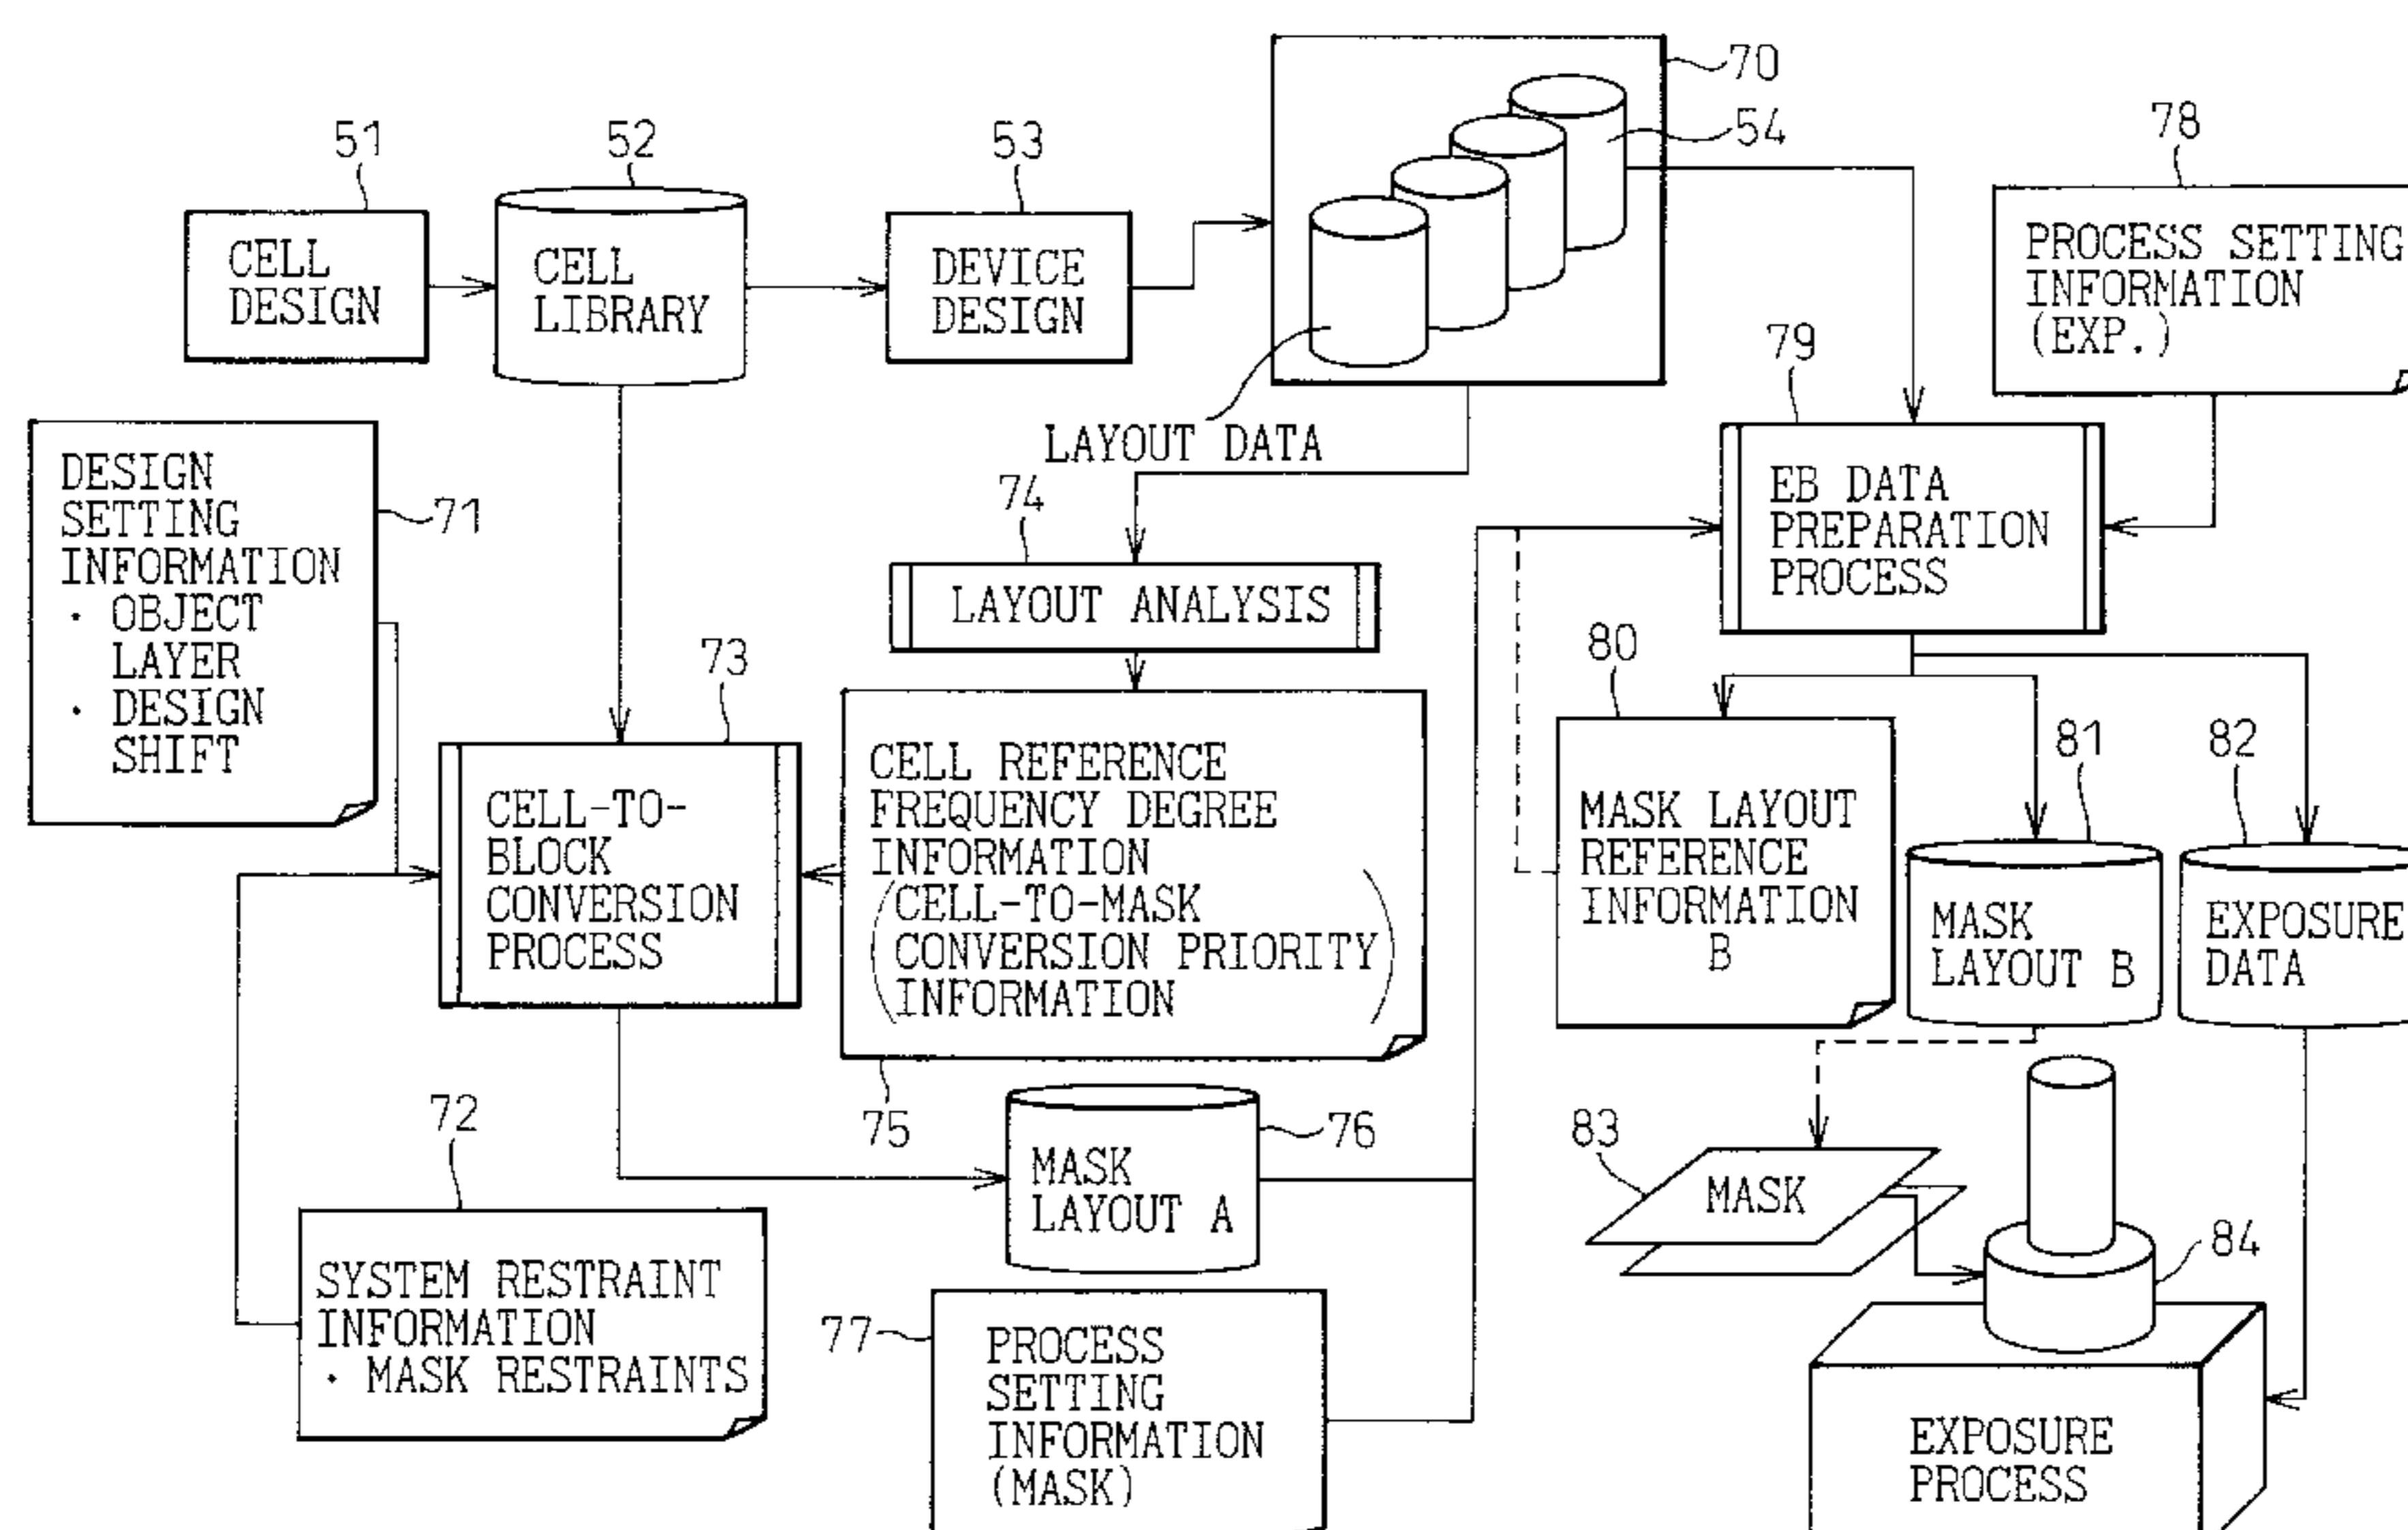 70
54
51
52
53
78
CELL
DESIGN
CELL
LIBRARY
DEVICE
DESIGN
PROCESS SETTING
INFORMATION
(EXP.)
LAYOUT DATA
79
EB DATA
PREPARATION
PROCESS
DESIGN
SETTING
INFORMATION
· OBJECT
LAYER
· DESIGN
SHIFT
71
74
LAYOUT ANALYSIS
73
CELL-TO-
BLOCK
CONVERSION
PROCESS
CELL REFERENCE
FREQUENCY DEGREE
INFORMATION
(CELL-TO-MASK
CONVERSION PRIORITY
INFORMATION)
75
80
MASK LAYOUT
REFERENCE
INFORMATION
B
81
MASK
LAYOUT B
82
EXPOSURE
DATA
72
SYSTEM RESTRAINT
INFORMATION
· MASK RESTRAINTS
76
MASK
LAYOUT A
77
PROCESS
SETTING
INFORMATION
(MASK)
83
MASK
84
EXPOSURE
PROCESS